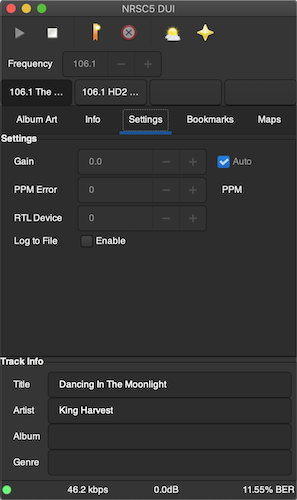 NRSC5 DUI
Frequency 106.1
106.1 The ... 106.1 HD2 ...
Album Art Info Settings Bookmarks Maps
Settings
Gain 0.0 − + Auto
PPM Error 0 − + PPM
RTL Device 0 − +
Log to File Enable
Track Info
Title Dancing In The Moonlight
Artist King Harvest
Album
Genre
46.2 kbps 0.0dB 11.55% BER